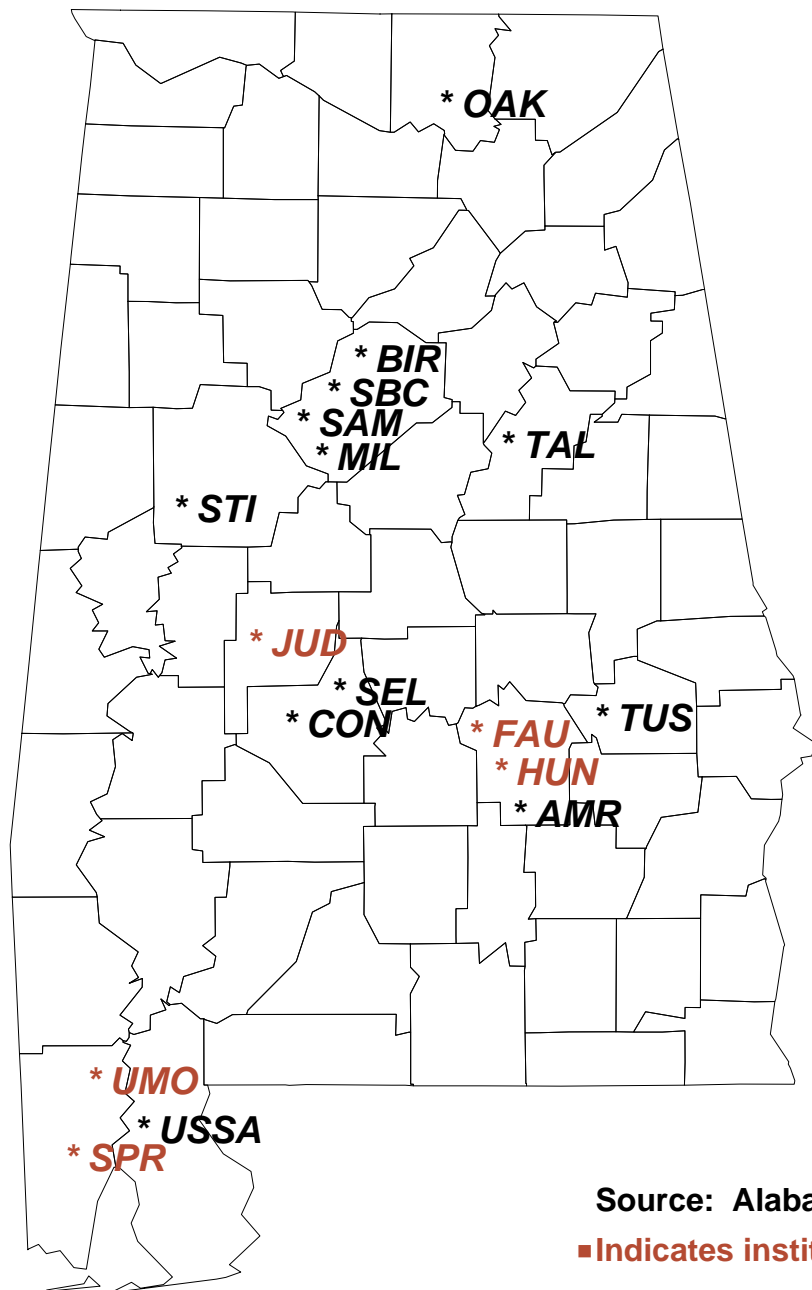 * OAK
* BIR
* SBC
* SAM
* MIL
* TAL
* STI
* JUD
* SEL
* CON
* TUS
* FAU
* HUN
* AMR
* UMO
* USSA
* SPR
Source: Alaba
Indicates instit